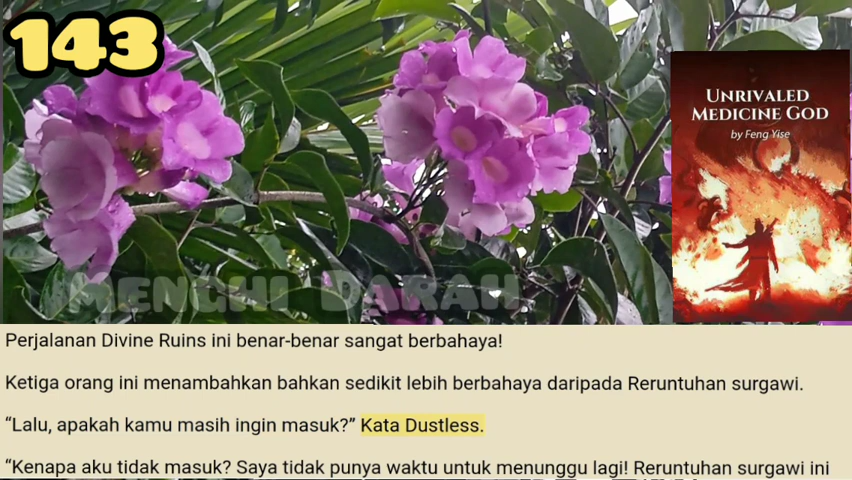 143
UNRIVALED
MEDICINE GOD
by Feng Yise
MENGHI DARAH
Perjalanan Divine Ruins ini benar-benar sangat berbahaya!
Ketiga orang ini menambahkan bahkan sedikit lebih berbahaya daripada Reruntuhan surgawi.
“Lalu, apakah kamu masih ingin masuk?” Kata Dustless.
“Kenapa aku tidak masuk? Saya tidak punya waktu untuk menunggu lagi! Reruntuhan surgawi ini